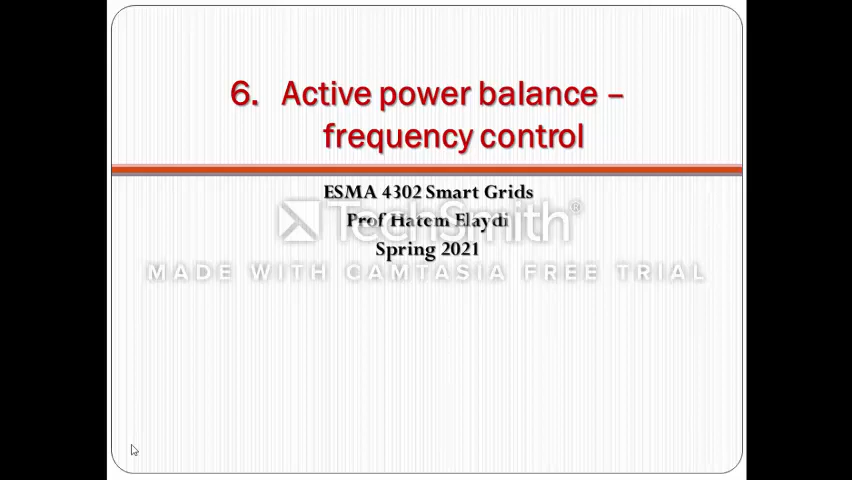 6. Active power balance –
frequency control
ESMA 4302 Smart Grids
Prof Hatem Elaydi
TechSmith®
Spring 2021
MADE WITH CAMTASIA FREE TRIAL